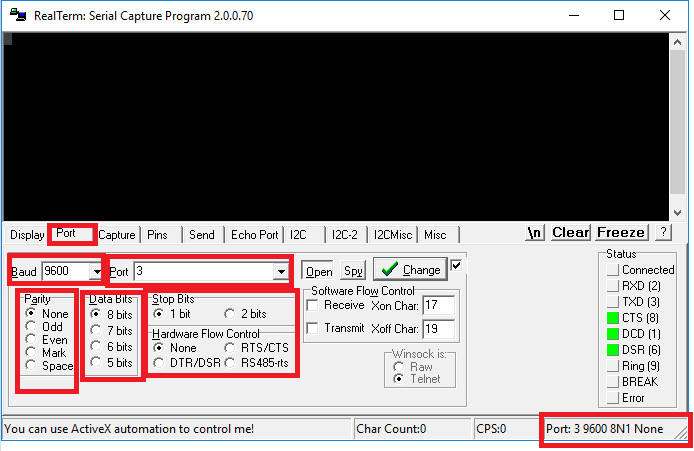 RealTerm: Serial Capture Program 2.0.0.70
Display Port Capture Pins Send Echo Port I2C I2C-2 I2CMisc Misc \n Clear Freeze ?
Baud 9600 Port 3 Open Spy Change
Parity
None
Odd
Even
Mark
Space
Data Bits
8 bits
7 bits
6 bits
5 bits
Stop Bits
1 bit 2 bits
Hardware Flow Control
None RTS/CTS
DTR/DSR RS485-rts
Software Flow Control
Receive Xon Char: 17
Transmit Xoff Char: 19
Winsock is:
Raw
Telnet
Status
Connected
RXD (2)
TXD (3)
CTS (8)
DCD (1)
DSR (6)
Ring (9)
BREAK
Error
You can use ActiveX automation to control me! Char Count:0 CPS:0 Port: 3 9600 8N1 None